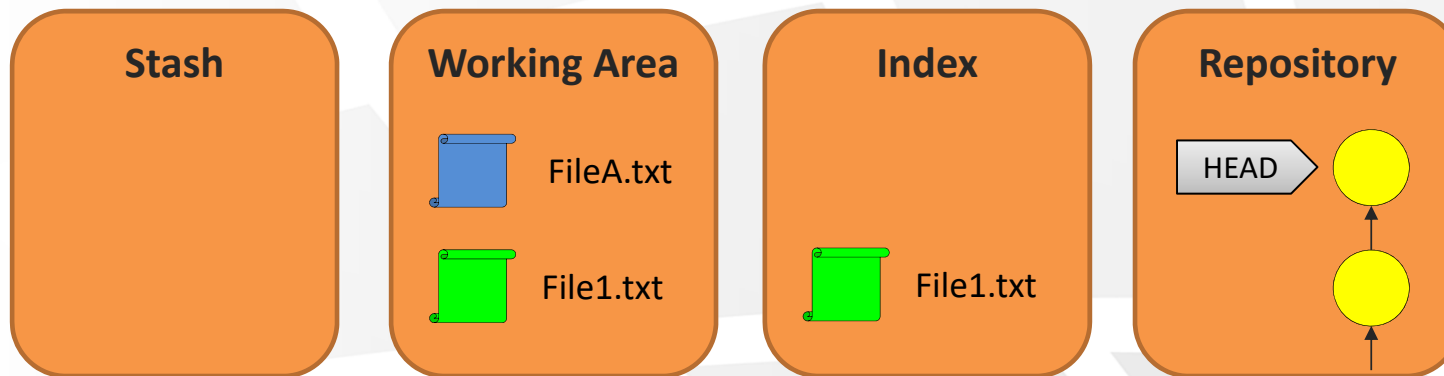 Stash
Working Area
FileA.txt
File1.txt
Index
File1.txt
Repository
HEAD